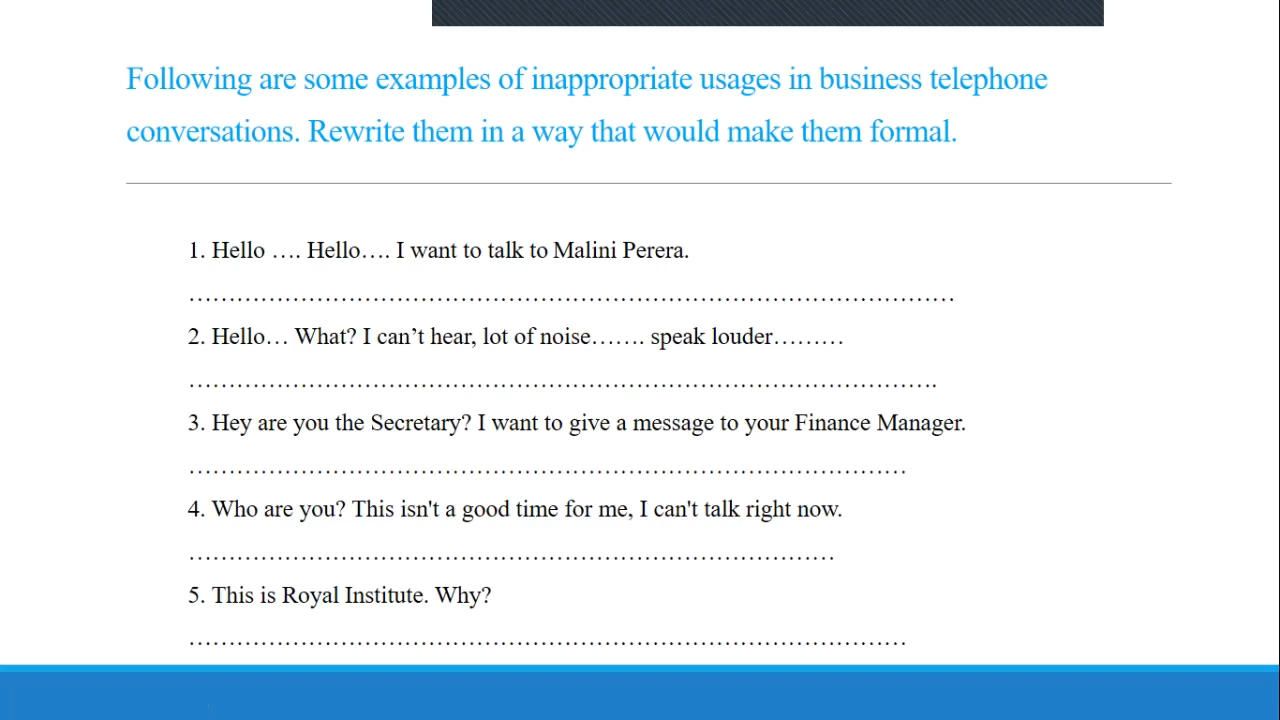 Following are some examples of inappropriate usages in business telephone
conversations. Rewrite them in a way that would make them formal.
1. Hello …. Hello…. I want to talk to Malini Perera.
……………………………………………………………………………………
2. Hello… What? I can’t hear, lot of noise……. speak louder………
………………………………………………………………………………….
3. Hey are you the Secretary? I want to give a message to your Finance Manager.
………………………………………………………………………………
4. Who are you? This isn't a good time for me, I can't talk right now.
………………………………………………………………………
5. This is Royal Institute. Why?
………………………………………………………………………………